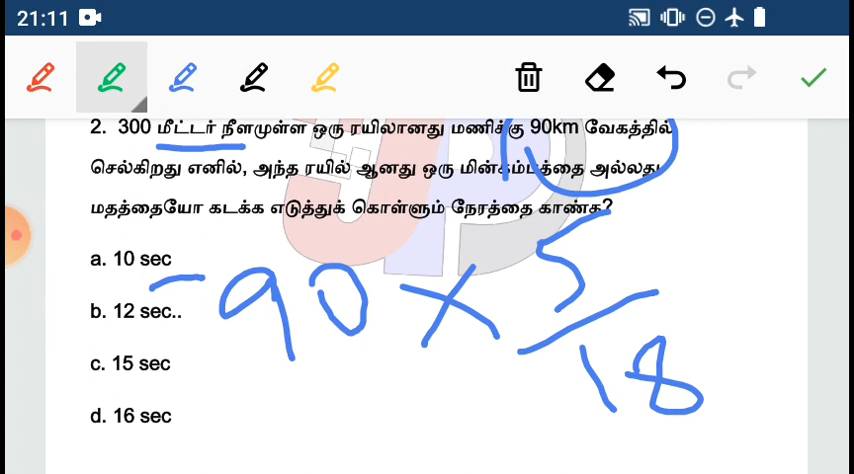 21:11
2. 300 மீட்டர் நீளமுள்ள ஒரு ரயிலானது மணிக்கு 90km வேகத்தில்
செல்கிறது எனில், அந்த ரயில் ஆனது ஒரு மின்கம்பத்தை அல்லது
மதத்தையோ கடக்க எடுத்துக் கொள்ளும் நேரத்தை காண்க?
a. 10 sec
b. 12 sec..
c. 15 sec
d. 16 sec
90 × 5/18